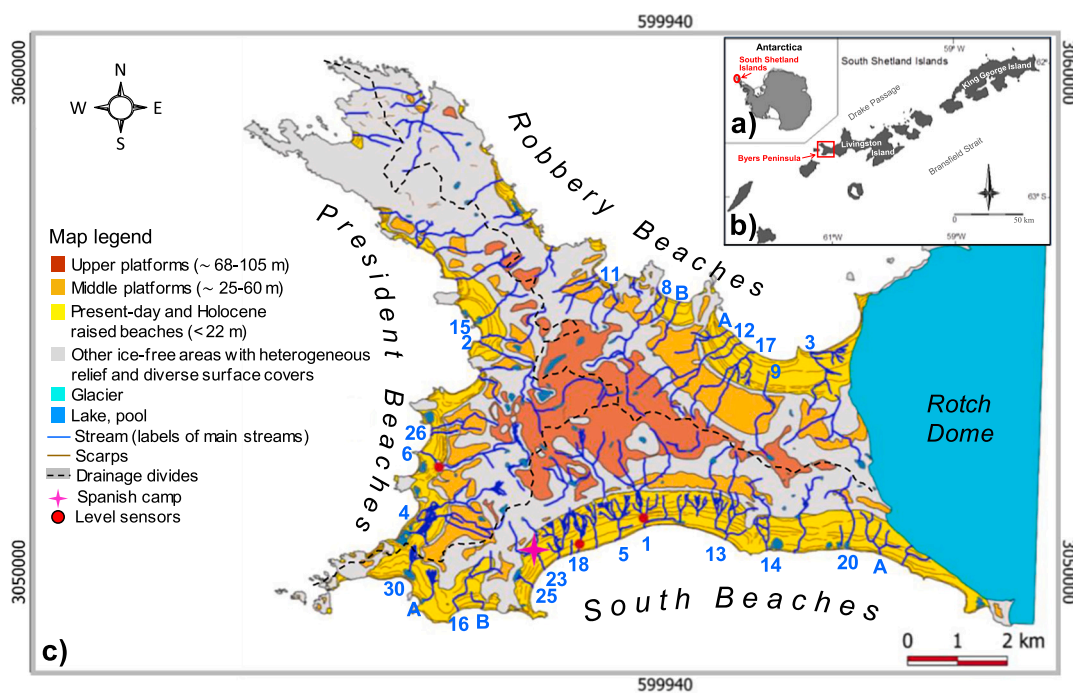 599940
3060000
3060000
N
W E
S
Antarctica
South Shetland
Islands
a)
South Shetland Islands
59° W
62°
King George Island
Drake Passage
Livingston
Island
Byers Peninsula
Bransfield Strait
b)
63° S
0 50 km
61°W
59°W
Robbery Beaches
President Beaches
Map legend
Upper platforms (~ 68-105 m)
Middle platforms (~ 25-60 m)
Present-day and Holocene
raised beaches (<22 m)
Other ice-free areas with heterogeneous
relief and diverse surface covers
Glacier
Lake, pool
Stream (labels of main streams)
Scarps
Drainage divides
Spanish camp
Level sensors
11
8 B
A
12
17
3
9
15
2
26
6
4
30
A
16 B
25
23
18
5
1
13
14
20
A
Rotch
Dome
South Beaches
3050000
3050000
0 1 2 km
c)
599940